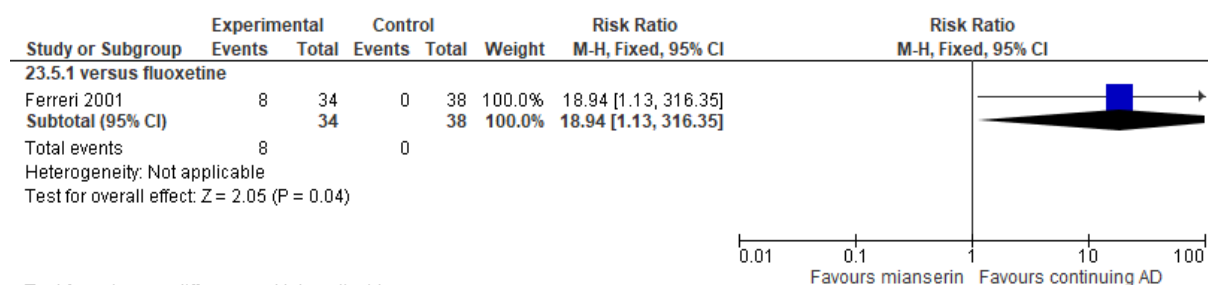 Experimental Control Risk Ratio Risk Ratio
Study or Subgroup Events Total Events Total Weight M-H, Fixed, 95% CI M-H, Fixed, 95% CI
23.5.1 versus fluoxetine
Ferreri 2001 8 34 0 38 100.0% 18.94 [1.13, 316.35]
Subtotal (95% CI) 34 38 100.0% 18.94 [1.13, 316.35]
Total events 8 0
Heterogeneity: Not applicable
Test for overall effect: Z = 2.05 (P = 0.04)
0.01 0.1 1 10 100
Favours mianserin Favours continuing AD